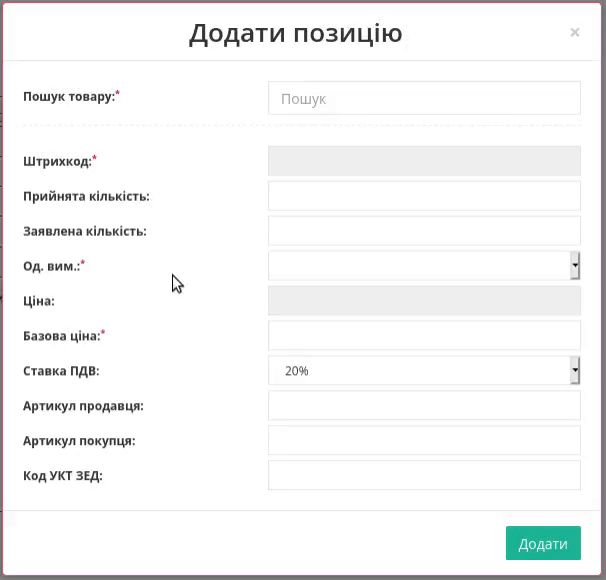 Додати позицію
×
Пошук товару:* Пошук
Штрихкод:*
Прийнята кількість:
Заявлена кількість:
Од. вим.:*
Ціна:
Базова ціна:*
Ставка ПДВ: 20%
Артикул продавця:
Артикул покупця:
Код УКТ ЗЕД:
Додати